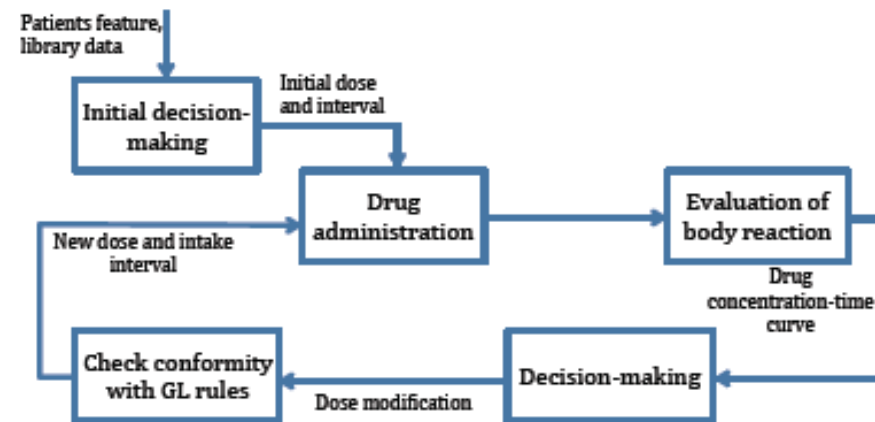 Patients feature,
library data
Initial decision-
making
Initial dose
and interval
Drug
administration
Evaluation of
body reaction
New dose and intake
interval
Drug
concentration-time
curve
Check conformity
with GL rules
Dose modification
Decision-making